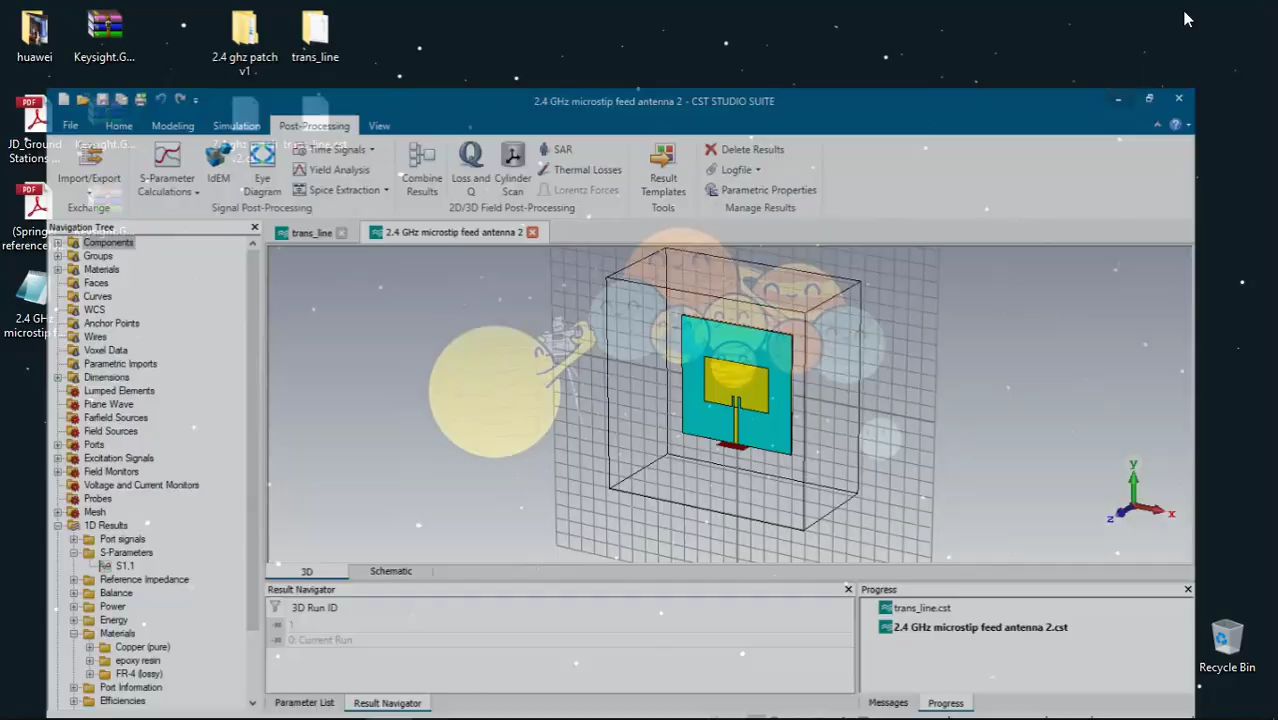 huawei
Keysight.G...
2.4 ghz patch
v1
trans_line
JD_Ground
Stations ...
(Spring
reference
2.4 G
microstip f
2.4 GHz microstip feed antenna 2 - CST STUDIO SUITE
File
Home
Modeling
Simulation
Post-Processing
View
Import/Export
Exchange
S-Parameter
Calculations
IdEM
Eye
Diagram
Time Signals
Yield Analysis
Spice Extraction
Signal Post-Processing
Combine
Results
Loss and
Q
Cylinder
Scan
SAR
Thermal Losses
Lorentz Forces
2D/3D Field Post-Processing
Result
Templates
Tools
Delete Results
Logfile
Parametric Properties
Manage Results
Navigation Tree
Components
Groups
Materials
Faces
Curves
WCS
Anchor Points
Wires
Voxel Data
Parametric Imports
Dimensions
Lumped Elements
Plane Wave
Farfield Sources
Field Sources
Ports
Excitation Signals
Field Monitors
Voltage and Current Monitors
Probes
Mesh
1D Results
Port signals
S-Parameters
S1,1
Reference Impedance
Balance
Power
Energy
Materials
Copper (pure)
epoxy resin
FR-4 (lossy)
Port Information
Efficiencies
trans_line
2.4 GHz microstip feed antenna 2
y
x
z
3D
Schematic
Result Navigator
3D Run ID
1
0: Current Run
Parameter List
Result Navigator
Progress
trans_line.cst
2.4 GHz microstip feed antenna 2.cst
Messages
Progress
Recycle Bin